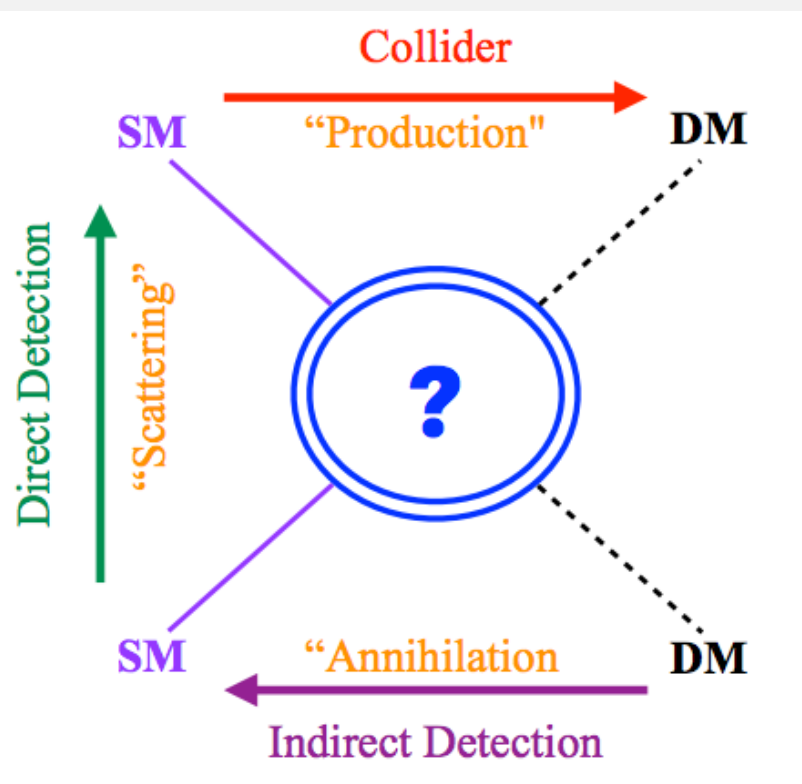 Collider
SM
“Production"
DM
Direct Detection
“Scattering”
?
SM
“Annihilation
DM
Indirect Detection